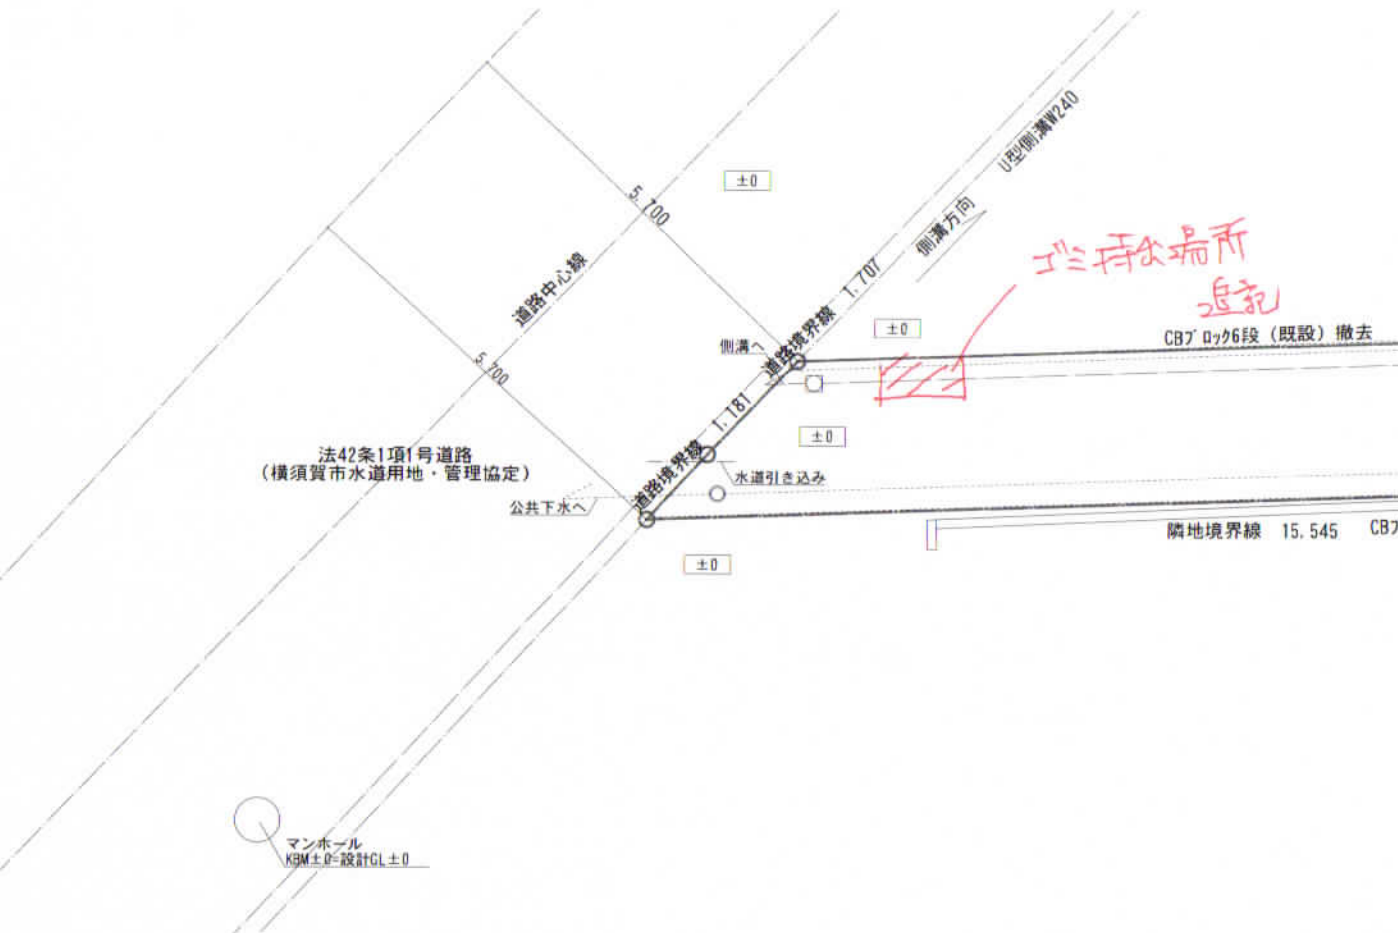 U型側溝W240
±0
5.700
側溝方向
ゴミ持出場所
追記
道路中心線
1.707
道路境界線
±0
CBブロック6段（既設）撤去
側溝へ
5.700
1.181
±0
道路境界線
法42条1項1号道路
（横須賀市水道用地・管理協定）
水道引き込み
公共下水へ
隣地境界線 15.545
±0
マンホール
KBM±0=設計GL±0